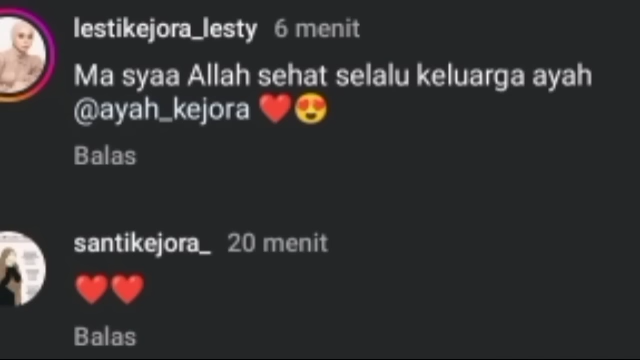 lestikejora_lesty 6 menit
Ma syaa Allah sehat selalu keluarga ayah
@ayah_kejora ❤️😍
Balas
santikejora_ 20 menit
❤️❤️
Balas